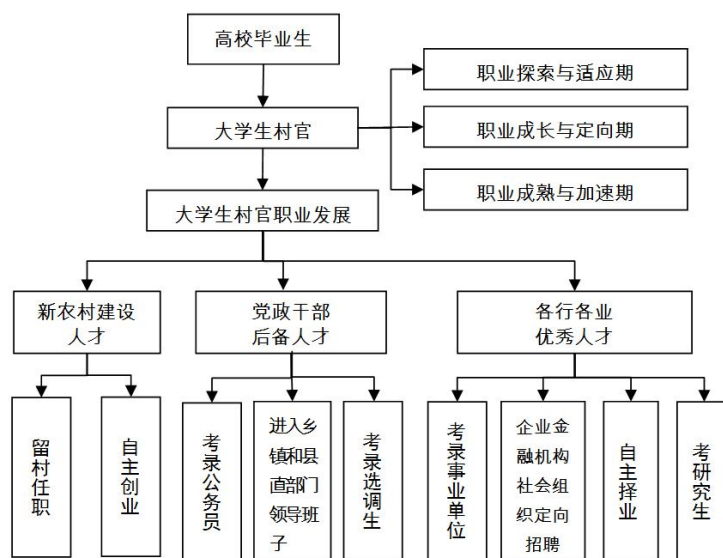 高校毕业生
大学生村官
职业探索与适应期
职业成长与定向期
职业成熟与加速期
大学生村官职业发展
新农村建设
人才
党政干部
后备人才
各行各业
优秀人才
留村任职
自主创业
考录公务员
进入乡
镇和县
直部门
领导班
子
考录选调生
考录事业单位
企业金
融机构
社会组
织定向
招聘
自主择业
考研究生